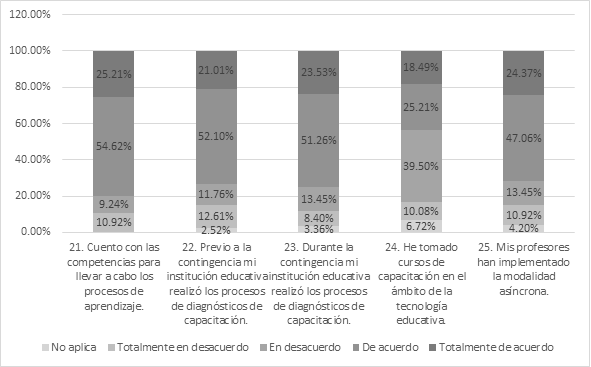 120.00%
100.00%
80.00%
60.00%
40.00%
20.00%
0.00%
25.21% 21.01% 23.53% 18.49% 24.37%
54.62% 52.10% 51.26% 25.21% 47.06%
9.24% 11.76% 13.45% 39.50% 13.45%
10.92% 12.61% 8.40% 10.08% 10.92%
2.52% 3.36% 6.72% 4.20%
21. Cuento con las
competencias para
llevar a cabo los
procesos de
aprendizaje.
22. Previo a la
contingencia mi
institución educativa
realizó los procesos
de diagnósticos de
capacitación.
23. Durante la
contingencia mi
institución educativa
realizó los procesos
de diagnósticos de
capacitación.
24. He tomado
cursos de
capacitación en el
ámbito de la
tecnología
educativa.
25. Mis profesores
han implementado
la modalidad
asíncrona.
No aplica Totalmente en desacuerdo En desacuerdo De acuerdo Totalmente de acuerdo